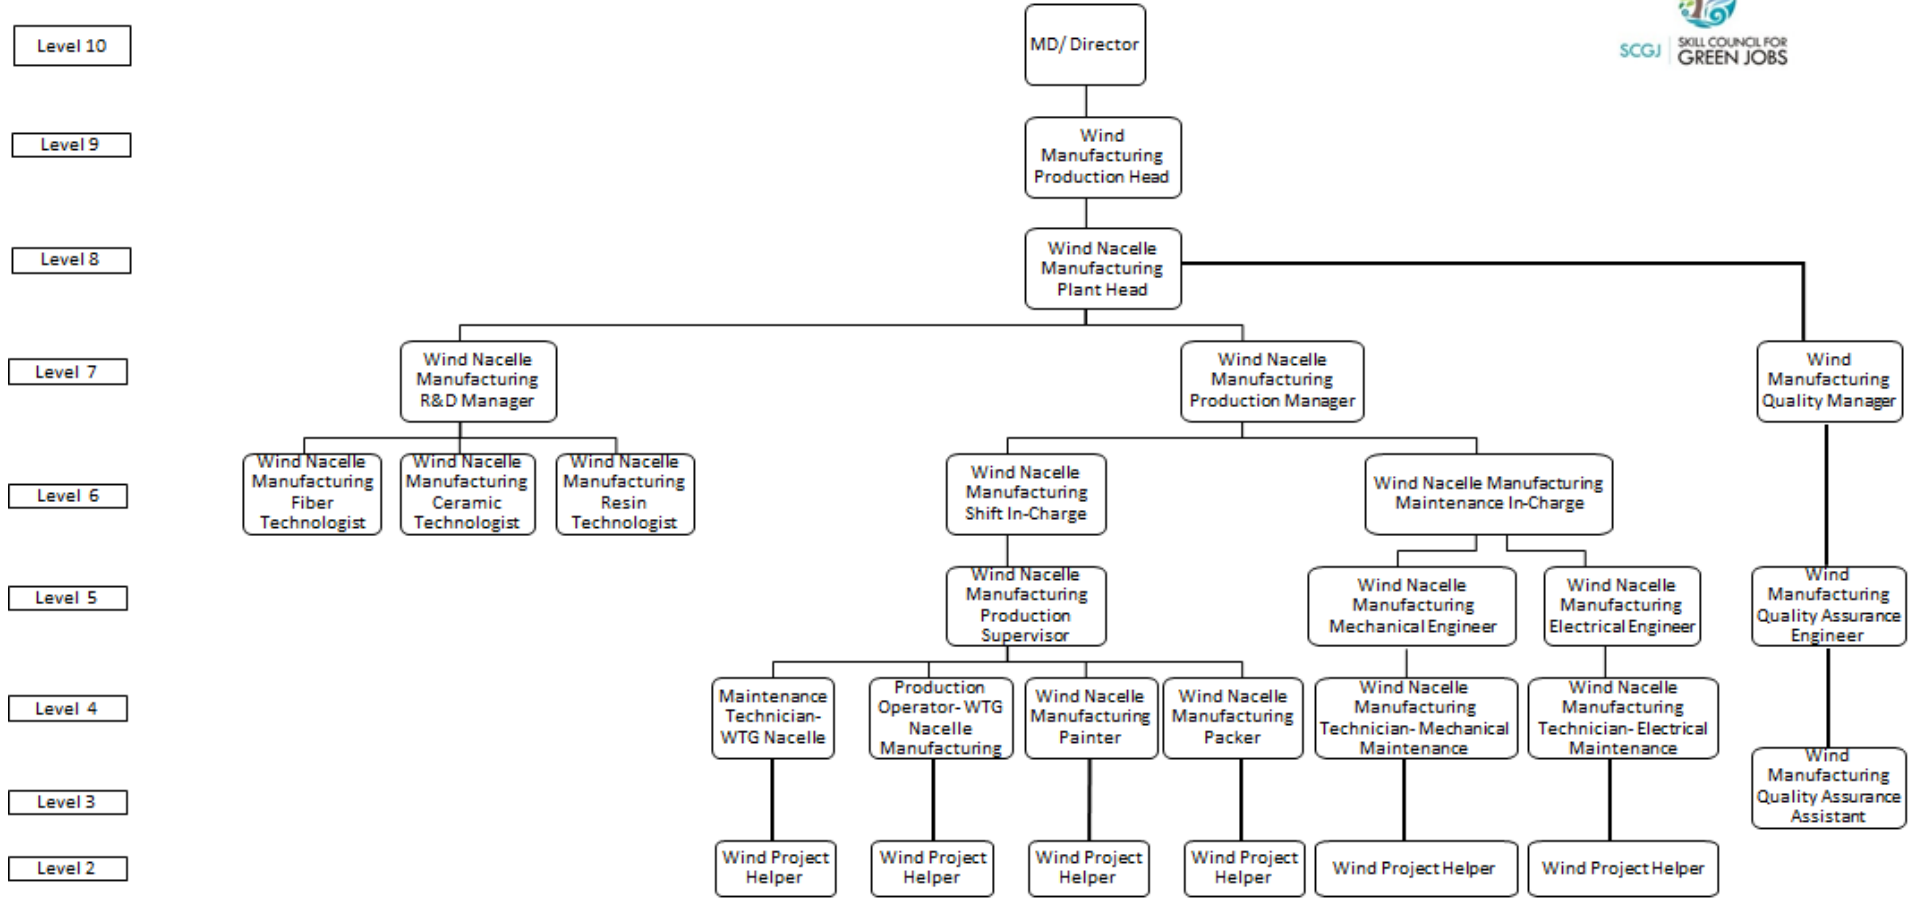 Level 10
MD/ Director
SCGJ
SKILL COUNCIL FOR
GREEN JOBS
Level 9
Wind
Manufacturing
Production Head
Level 8
Wind Nacelle
Manufacturing
Plant Head
Level 7
Wind Nacelle
Manufacturing
R&D Manager
Wind Nacelle
Manufacturing
Production Manager
Wind
Manufacturing
Quality Manager
Level 6
Wind Nacelle
Manufacturing
Fiber
Technologist
Wind Nacelle
Manufacturing
Ceramic
Technologist
Wind Nacelle
Manufacturing
Resin
Technologist
Wind Nacelle
Manufacturing
Shift In-Charge
Wind Nacelle Manufacturing
Maintenance In-Charge
Level 5
Wind Nacelle
Manufacturing
Production
Supervisor
Wind Nacelle
Manufacturing
Mechanical Engineer
Wind Nacelle
Manufacturing
Electrical Engineer
Wind
Manufacturing
Quality Assurance
Engineer
Level 4
Maintenance
Technician-
WTG Nacelle
Production
Operator- WTG
Nacelle
Manufacturing
Wind Nacelle
Manufacturing
Painter
Wind Nacelle
Manufacturing
Packer
Wind Nacelle
Manufacturing
Technician- Mechanical
Maintenance
Wind Nacelle
Manufacturing
Technician- Electrical
Maintenance
Level 3
Wind
Manufacturing
Quality Assurance
Assistant
Level 2
Wind Project
Helper
Wind Project
Helper
Wind Project
Helper
Wind Project
Helper
Wind Project Helper
Wind Project Helper